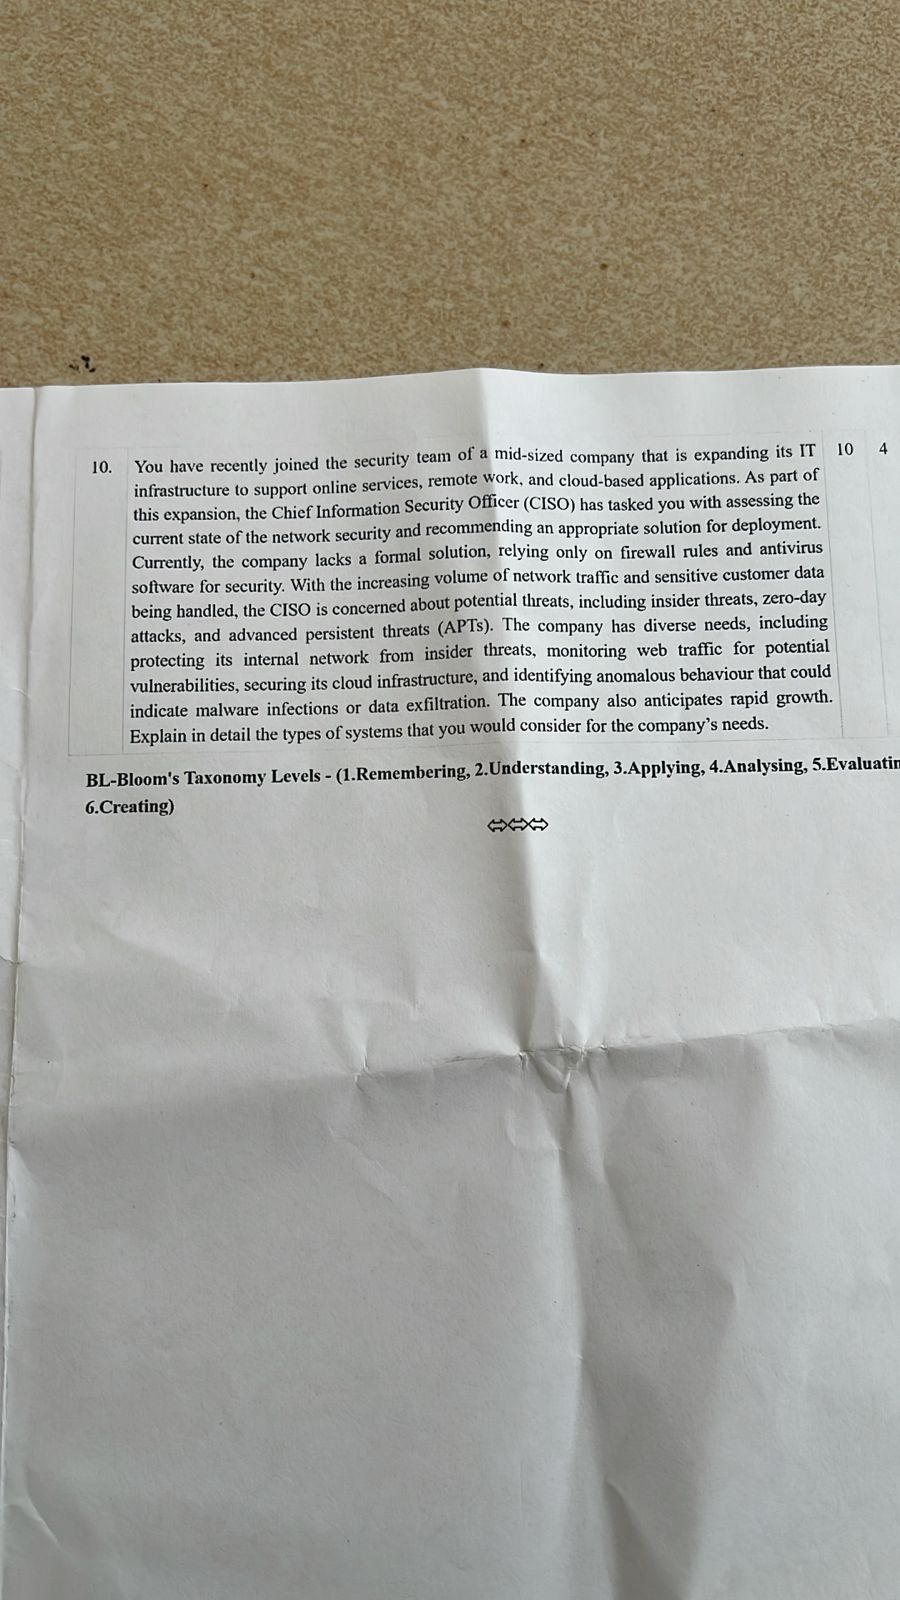 10. You have recently joined the security team of a mid-sized company that is expanding its IT 10 4
infrastructure to support online services, remote work, and cloud-based applications. As part of
this expansion, the Chief Information Security Officer (CISO) has tasked you with assessing the
current state of the network security and recommending an appropriate solution for deployment.
Currently, the company lacks a formal solution, relying only on firewall rules and antivirus
software for security. With the increasing volume of network traffic and sensitive customer data
being handled, the CISO is concerned about potential threats, including insider threats, zero-day
attacks, and advanced persistent threats (APTs). The company has diverse needs, including
protecting its internal network from insider threats, monitoring web traffic for potential
vulnerabilities, securing its cloud infrastructure, and identifying anomalous behaviour that could
indicate malware infections or data exfiltration. The company also anticipates rapid growth.
Explain in detail the types of systems that you would consider for the company's needs.
BL-Bloom's Taxonomy Levels - (1.Remembering, 2.Understanding, 3.Applying, 4.Analysing, 5.Evaluatin
6.Creating)
⇔⇔⇔